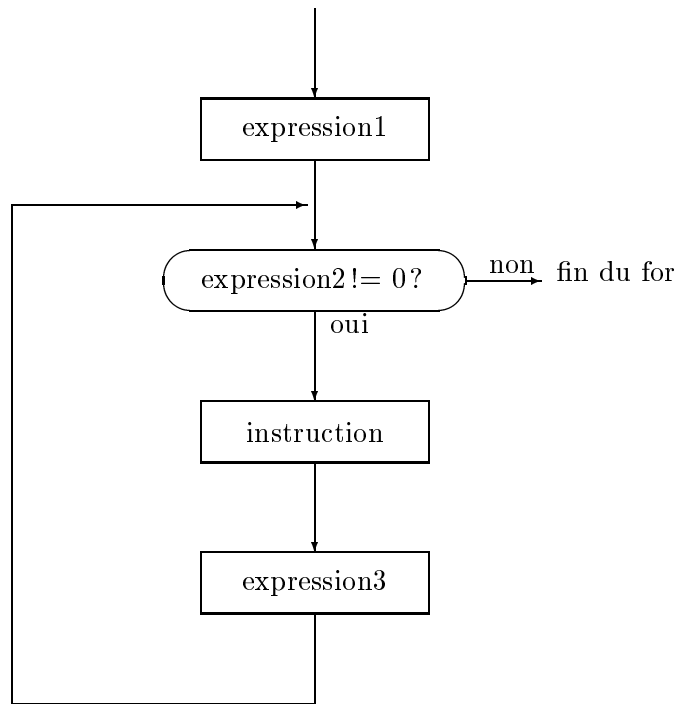 expression1
expression2 != 0 ?
non
fin du for
oui
instruction
expression3